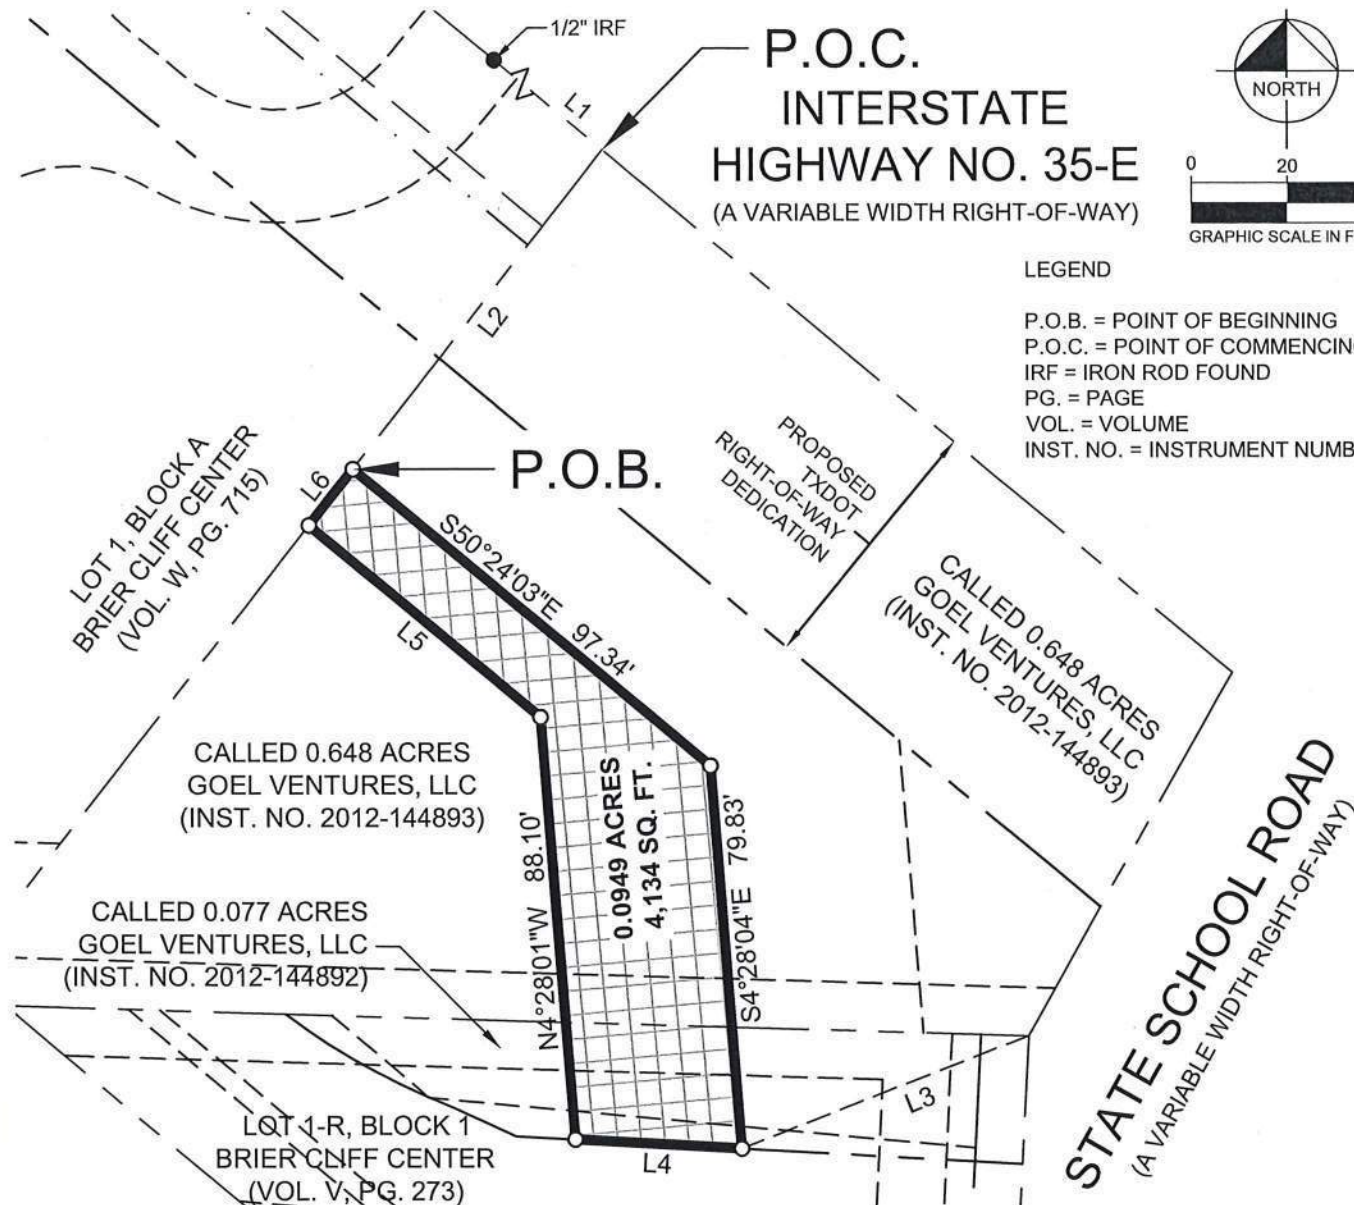 1/2" IRF
L1
P.O.C.
INTERSTATE
HIGHWAY NO. 35-E
(A VARIABLE WIDTH RIGHT-OF-WAY)
NORTH
0 20
GRAPHIC SCALE IN F
LEGEND
P.O.B. = POINT OF BEGINNING
P.O.C. = POINT OF COMMENCIN
IRF = IRON ROD FOUND
PG. = PAGE
VOL. = VOLUME
INST. NO. = INSTRUMENT NUMB
L2
LOT 1, BLOCK A
BRIER CLIFF CENTER
(VOL. W, PG. 715)
L6
P.O.B.
PROPOSED
TXDOT
RIGHT-OF-WAY
DEDICATION
S50°24'03"E 97.34'
L5
CALLED 0.648 ACRES
GOEL VENTURES, LLC
(INST. NO. 2012-144893)
CALLED 0.648 ACRES
GOEL VENTURES, LLC
(INST. NO. 2012-144893)
N4°28'01"W 88.10'
0.0949 ACRES
4,134 SQ. FT.
S4°28'04"E 79.83'
CALLED 0.077 ACRES
GOEL VENTURES, LLC
(INST. NO. 2012-144892)
STATE SCHOOL ROAD
(A VARIABLE WIDTH RIGHT-OF-WAY)
L3
L4
LOT 1-R, BLOCK 1
BRIER CLIFF CENTER
(VOL. V, PG. 273)